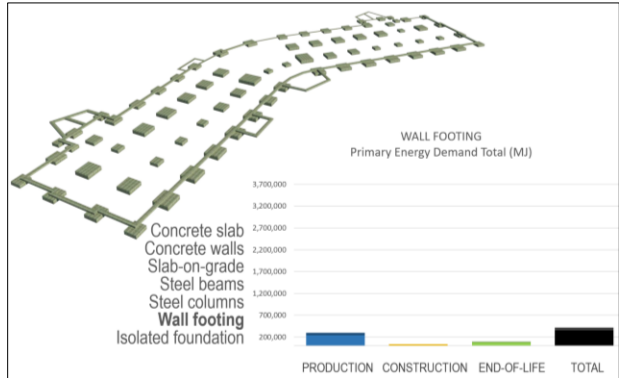 WALL FOOTING
Primary Energy Demand Total (MJ)
3,700,000
3,200,000
2,700,000
2,200,000
1,700,000
1,200,000
700,000
200,000
Concrete slab
Concrete walls
Slab-on-grade
Steel beams
Steel columns
Wall footing
Isolated foundation
PRODUCTION CONSTRUCTION END-OF-LIFE TOTAL